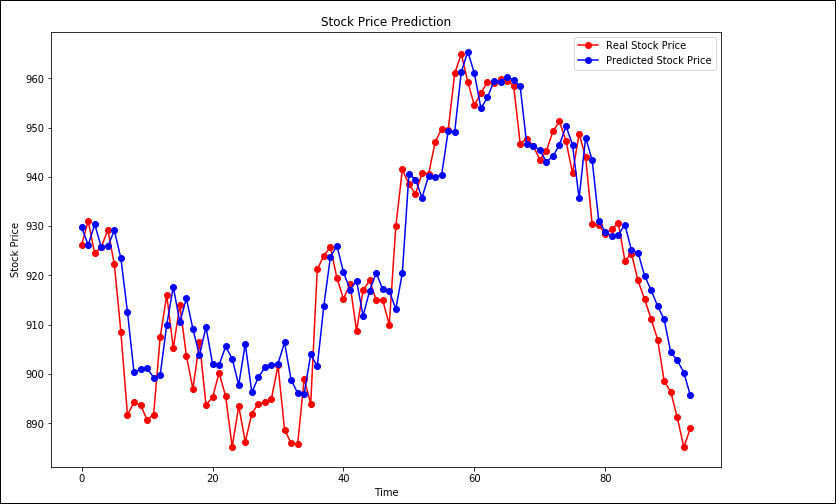 Stock Price Prediction
Real Stock Price
Predicted Stock Price
960
950
940
930
920
910
900
890
Stock Price
0 20 40 60 80
Time